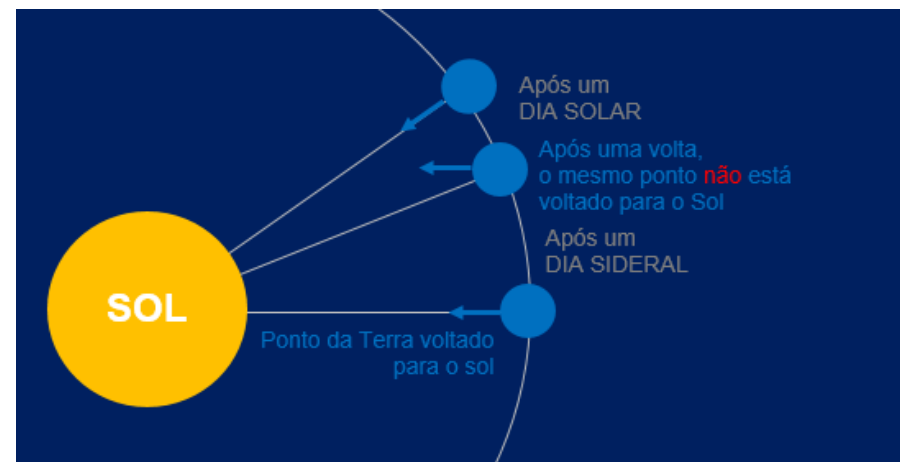 Após um
DIA SOLAR
Após uma volta,
o mesmo ponto não está
voltado para o Sol
Após um
DIA SIDERAL
SOL
Ponto da Terra voltado
para o sol